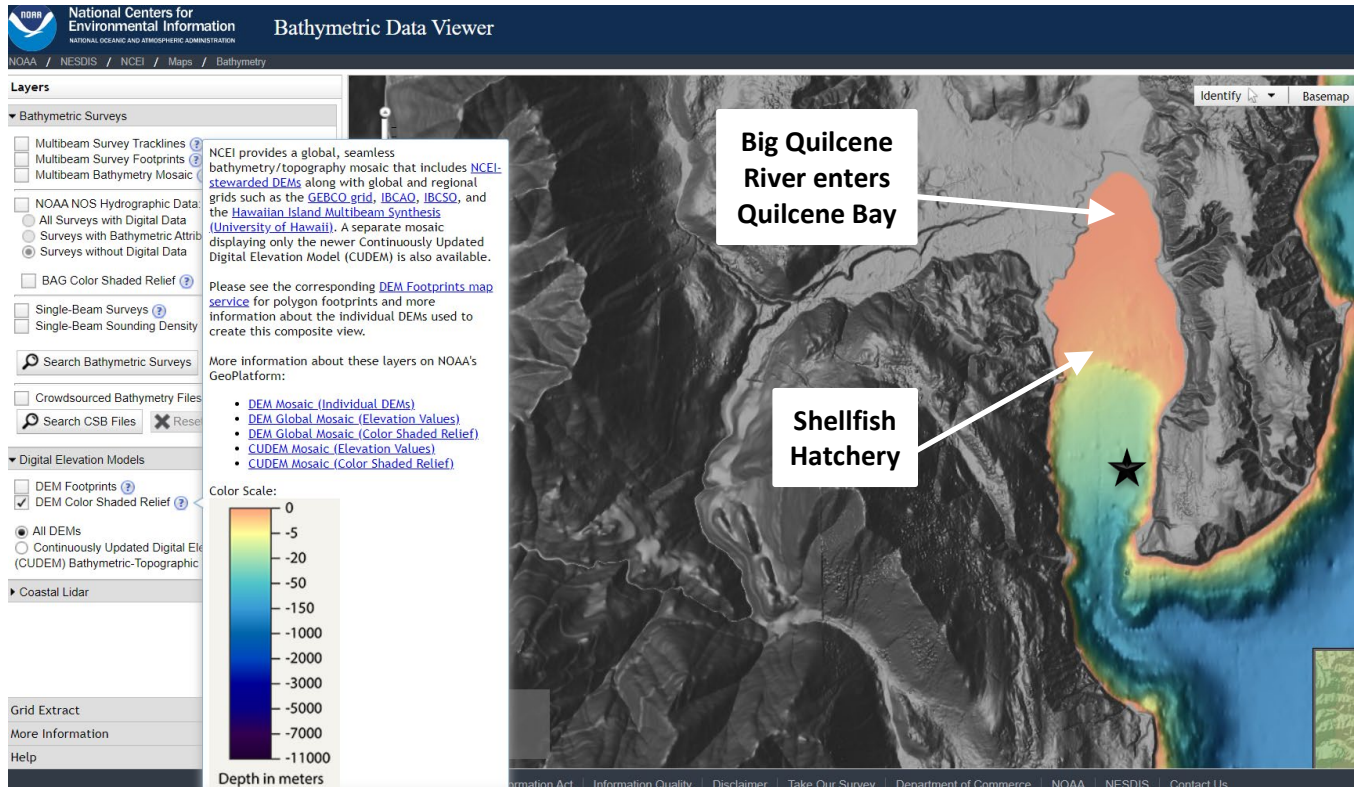 NOAA
National Centers for
Environmental Information
NATIONAL OCEANIC AND ATMOSPHERIC ADMINISTRATION
Bathymetric Data Viewer
NOAA / NESDIS / NCEI / Maps / Bathymetry
Layers
Bathymetric Surveys
Multibeam Survey Tracklines ?
Multibeam Survey Footprints ?
Multibeam Bathymetry Mosaic
NOAA NOS Hydrographic Data:
All Surveys with Digital Data
Surveys with Bathymetric Attrib
Surveys without Digital Data
BAG Color Shaded Relief ?
Single-Beam Surveys ?
Single-Beam Sounding Density
Search Bathymetric Surveys
Crowdsourced Bathymetry Files
Search CSB Files
Rese
Digital Elevation Models
DEM Footprints ?
DEM Color Shaded Relief ?
All DEMs
Continuously Updated Digital Ele
(CUDEM) Bathymetric-Topographic
Coastal Lidar
Grid Extract
More Information
Help
NCEI provides a global, seamless
bathymetry/topography mosaic that includes NCEI-
stewarded DEMs along with global and regional
grids such as the GEBCO grid, IBCAO, IBCSO, and
the Hawaiian Island Multibeam Synthesis
(University of Hawaii). A separate mosaic
displaying only the newer Continuously Updated
Digital Elevation Model (CUDEM) is also available.
Please see the corresponding DEM Footprints map
service for polygon footprints and more
information about the individual DEMs used to
create this composite view.
More information about these layers on NOAA's
GeoPlatform:
• DEM Mosaic (Individual DEMs)
• DEM Global Mosaic (Elevation Values)
• DEM Global Mosaic (Color Shaded Relief)
• CUDEM Mosaic (Elevation Values)
• CUDEM Mosaic (Color Shaded Relief)
Color Scale:
0
-5
-20
-50
-150
-1000
-2000
-3000
-5000
-7000
-11000
Depth in meters
Identify
Basemap
Big Quilcene
River enters
Quilcene Bay
Shellfish
Hatchery
ormation Act | Information Quality | Disclaimer | Take Our Survey | Department of Commerce | NOAA | NESDIS | Contact Us